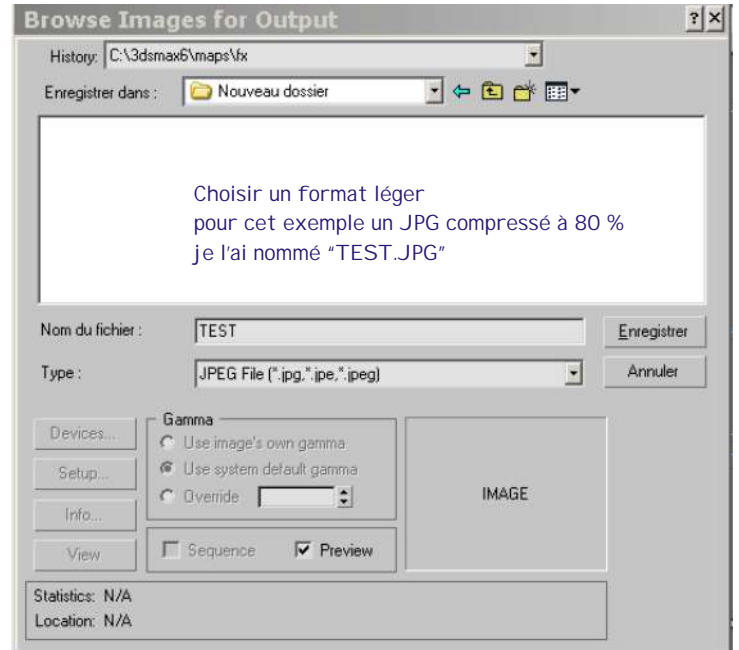 Browse Images for Output
History: C:\3dsmax6\maps\fx
Enregistrer dans : Nouveau dossier
Choisir un format léger
pour cet exemple un JPG compressé à 80 %
je l'ai nommé “TEST.JPG”
Nom du fichier : TEST Enregistrer
Type : JPEG File (*.jpg,*.jpe,*.jpeg) Annuler
Devices...
Setup...
Info...
View
Gamma
Use image's own gamma
Use system default gamma
Override
Sequence Preview
IMAGE
Statistics: N/A
Location: N/A